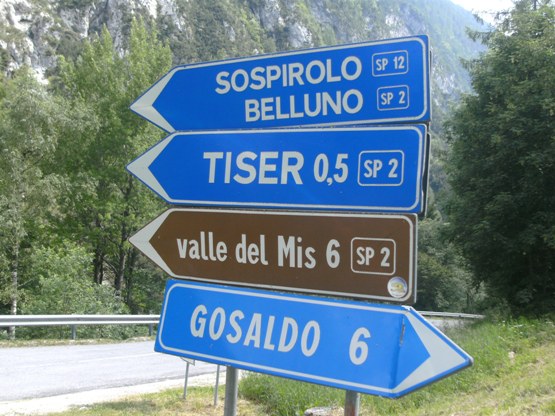 SOSPIROLO SP 12
BELLUNO SP 2
TISER 0,5 SP 2
valle del Mis 6 SP 2
GOSALDO 6